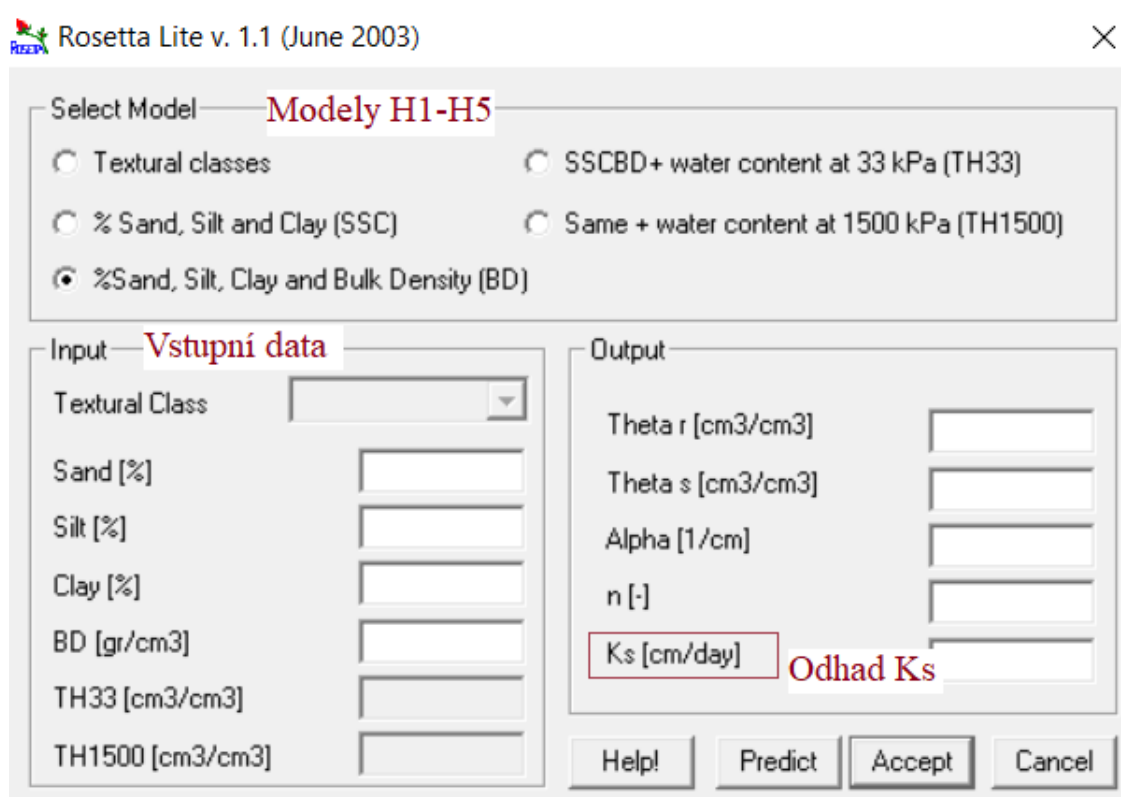 Rosetta Lite v. 1.1 (June 2003)
ROSETTA
Select Model
Modely H1-H5
Textural classes
SSCBD+ water content at 33 kPa (TH33)
% Sand, Silt and Clay (SSC)
Same + water content at 1500 kPa (TH1500)
%Sand, Silt, Clay and Bulk Density (BD)
Input
Vstupní data
Textural Class
Sand [%]
Silt [%]
Clay [%]
BD [gr/cm3]
TH33 [cm3/cm3]
TH1500 [cm3/cm3]
Output
Theta r [cm3/cm3]
Theta s [cm3/cm3]
Alpha [1/cm]
n [-]
Ks [cm/day]
Odhad Ks
Help!
Predict
Accept
Cancel